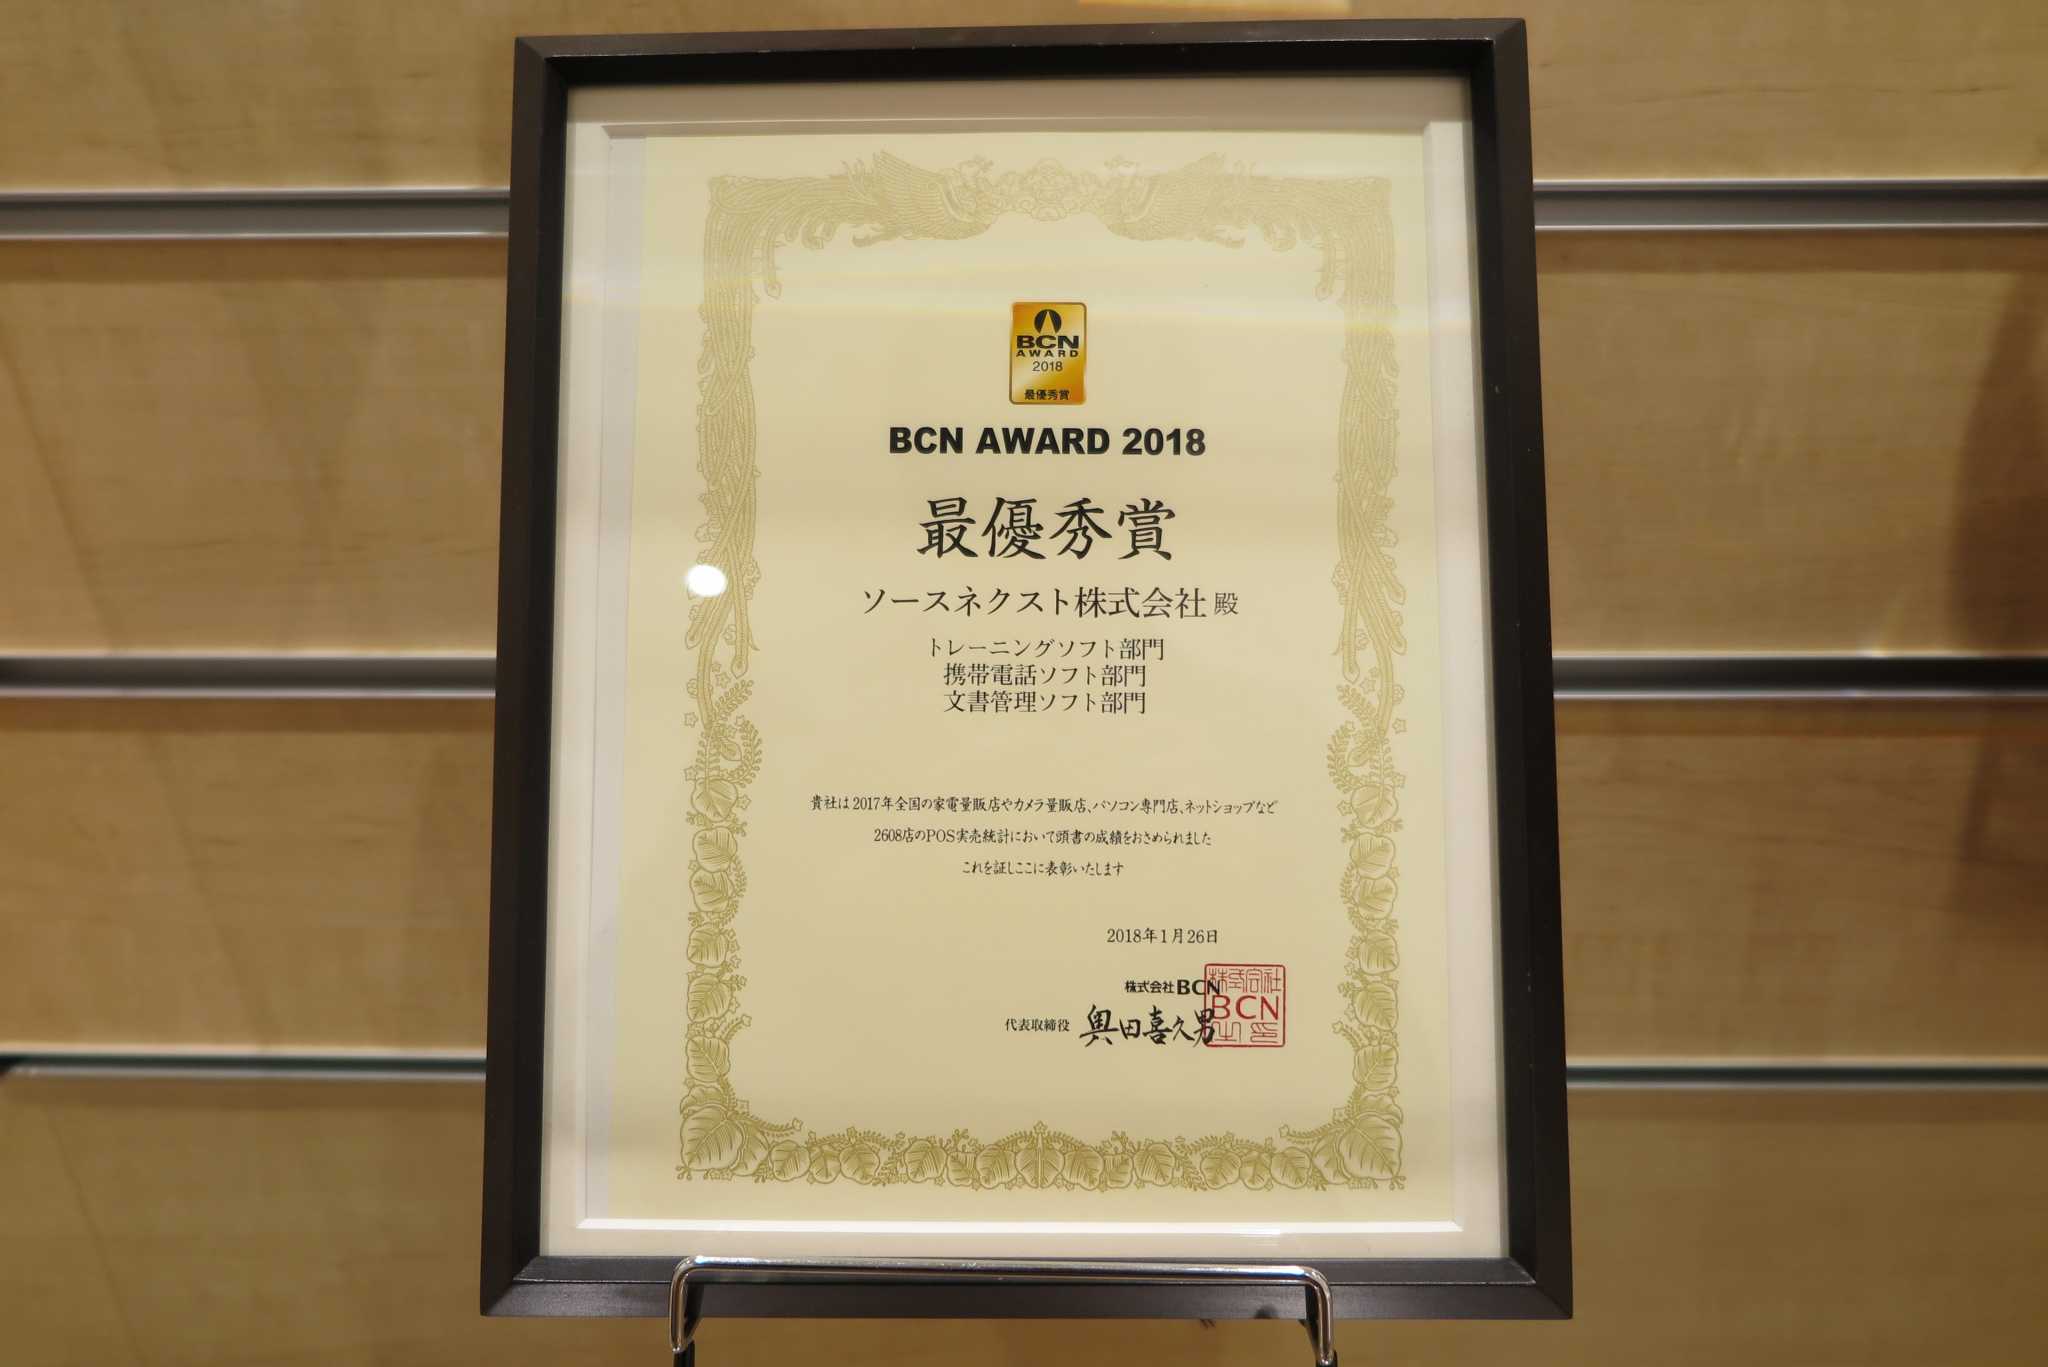 BCN
AWARD
2018
最優秀賞
BCN AWARD 2018
最優秀賞
ソースネクスト株式会社 殿
トレーニングソフト部門
携帯電話ソフト部門
文書管理ソフト部門
貴社は2017年全国の家電量販店やカメラ量販店、パソコン専門店、ネットショップなど
2608店のPOS実売統計において頭書の成績をおさめられました
これを証しここに表彰いたします
2018年1月26日
株式会社BCN
代表取締役 奥田喜久男
株式会社
BCN
之印